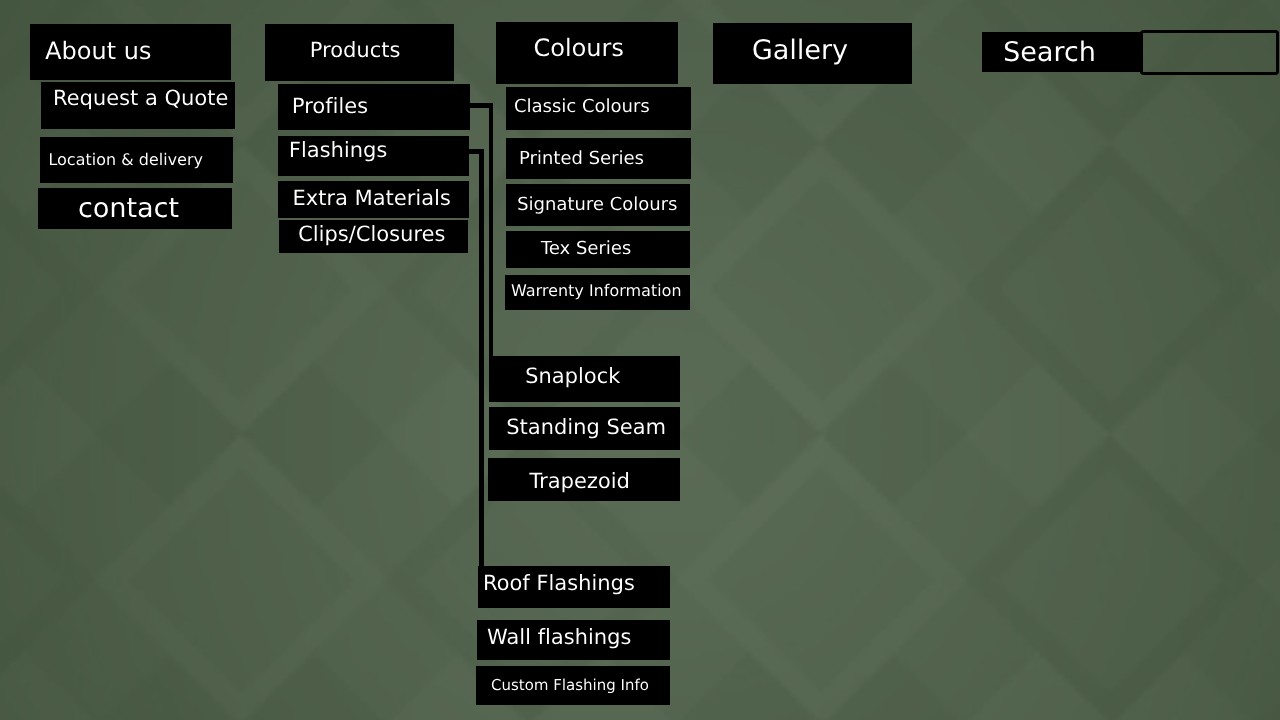 About us
Products
Colours
Gallery
Search
Request a Quote
Location & delivery
contact
Profiles
Flashings
Extra Materials
Clips/Closures
Classic Colours
Printed Series
Signature Colours
Tex Series
Warrenty Information
Snaplock
Standing Seam
Trapezoid
Roof Flashings
Wall flashings
Custom Flashing Info